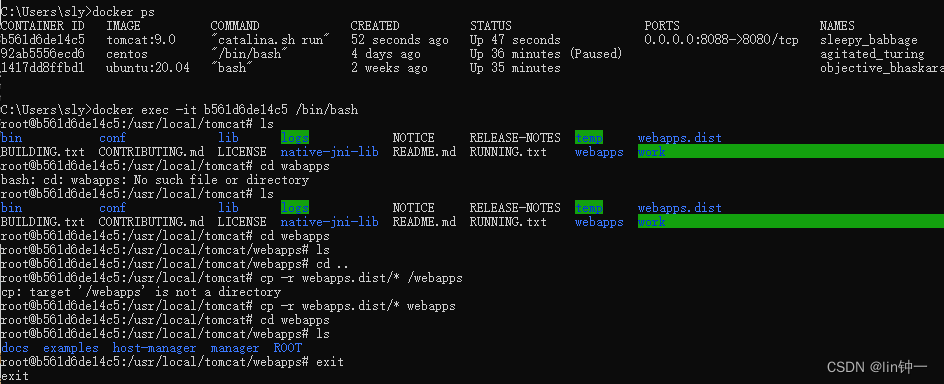 C:\Users\sly>docker ps
CONTAINER ID IMAGE COMMAND CREATED STATUS PORTS NAMES
b561d6de14c5 tomcat:9.0 "catalina.sh run" 52 seconds ago Up 47 seconds 0.0.0.0:8088->8080/tcp sleepy_babbage
92ab5556ecd6 centos "/bin/bash" 4 days ago Up 36 minutes (Paused) agitated_turing
1417dd8ffbd1 ubuntu:20.04 "bash" 2 weeks ago Up 35 minutes objective_bhaskara
C:\Users\sly>docker exec -it b561d6de14c5 /bin/bash
root@b561d6de14c5:/usr/local/tomcat# ls
bin conf lib logs NOTICE RELEASE-NOTES temp webapps.dist
BUILDING.txt CONTRIBUTING.md LICENSE native-jni-lib README.md RUNNING.txt webapps work
root@b561d6de14c5:/usr/local/tomcat# cd wabapps
bash: cd: wabapps: No such file or directory
root@b561d6de14c5:/usr/local/tomcat# ls
bin conf lib logs NOTICE RELEASE-NOTES temp webapps.dist
BUILDING.txt CONTRIBUTING.md LICENSE native-jni-lib README.md RUNNING.txt webapps work
root@b561d6de14c5:/usr/local/tomcat# cd webapps
root@b561d6de14c5:/usr/local/tomcat/webapps# ls
root@b561d6de14c5:/usr/local/tomcat/webapps# cd ..
root@b561d6de14c5:/usr/local/tomcat# cp -r webapps.dist/* /webapps
cp: target '/webapps' is not a directory
root@b561d6de14c5:/usr/local/tomcat# cp -r webapps.dist/* webapps
root@b561d6de14c5:/usr/local/tomcat# cd webapps
root@b561d6de14c5:/usr/local/tomcat/webapps# ls
docs examples host-manager manager ROOT
root@b561d6de14c5:/usr/local/tomcat/webapps# exit
exit
CSDN @lin钟一